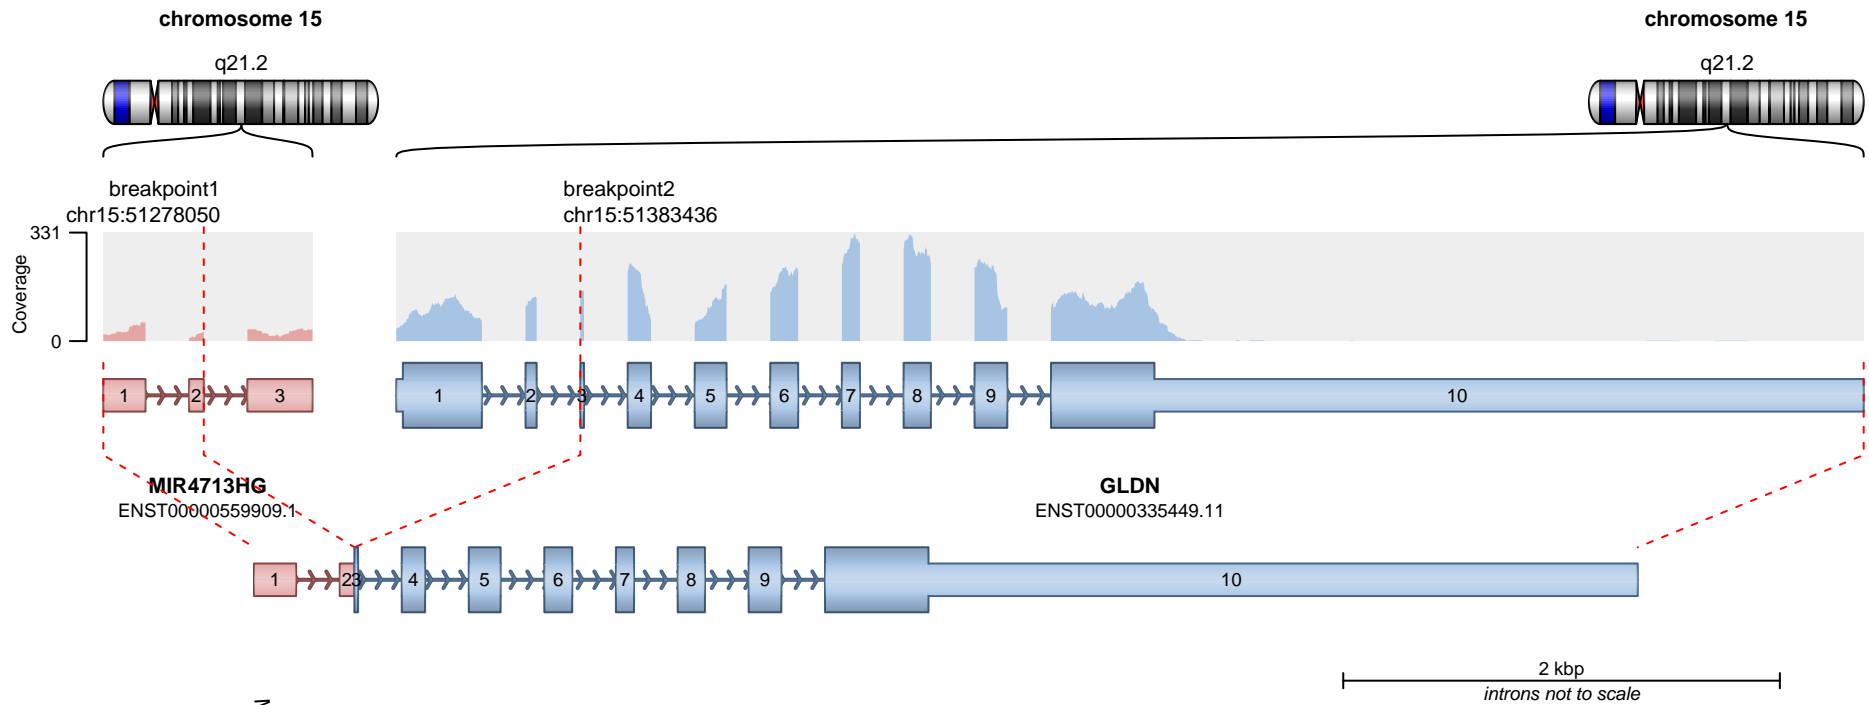 chromosome 15
chromosome 15
q21.2
q21.2
breakpoint1
chr15:51278050
breakpoint2
chr15:51383436
331
0
Coverage
1 2 3
1 2 3 4 5 6 7 8 9 10
MIR4713HG
ENST00000559909.1
GLDN
ENST00000335449.11
1 2 3 4 5 6 7 8 9 10
2 kbp
introns not to scale